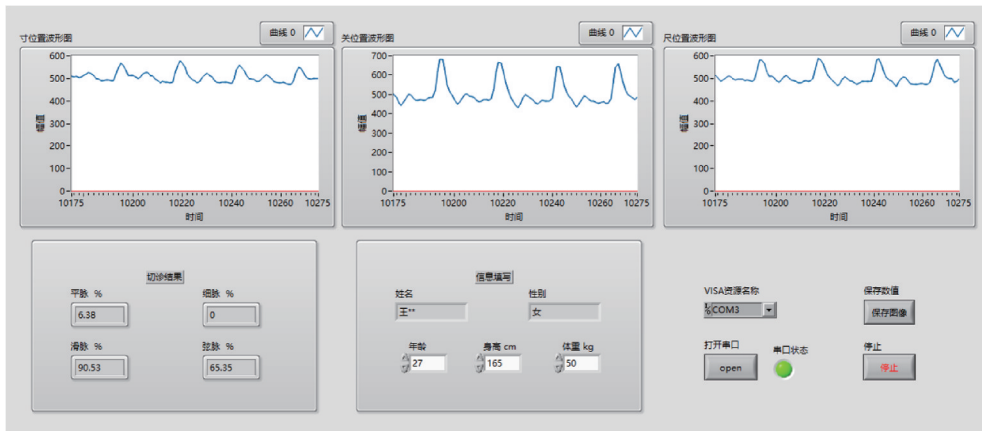 寸位置波形图 曲线 0 关位置波形图 曲线 0 尺位置波形图 曲线 0
600 700 600
500 600 500
400 500 400
300 400 300
200 300 200
100 200 100
0 100 0
0
幅值 幅值 幅值
10175 10200 10220 10240 10260 10275 10175 10200 10220 10240 10260 10275 10175 10200 10220 10240 10260 10275
时间 时间 时间
切诊结果
平脉 % 细脉 %
6.38 0
滑脉 % 弦脉 %
90.53 65.35
信息填写
姓名 性别
王** 女
年龄 身高 cm 体重 kg
27 165 50
VISA资源名称 保存数值
COM3 保存图像
打开串口 串口状态 停止
open 停止